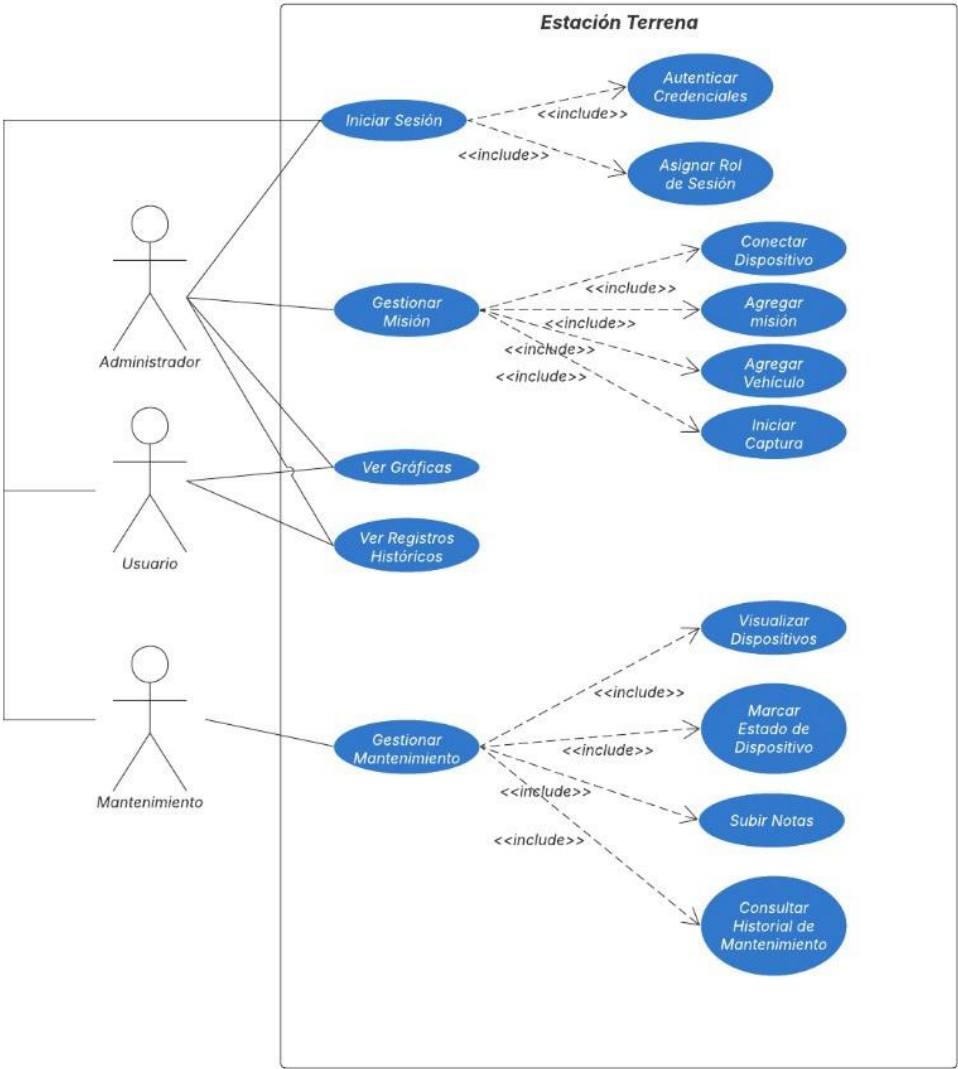 Estación Terrena
Autenticar
Credenciales
Iniciar Sesión
<<include>>
<<include>>
Asignar Rol
de Sesión
Administrador
Conectar
Dispositivo
<<include>>
Gestionar
Misión
Agregar
misión
<<include>>
<<include>>
Agregar
Vehículo
<<include>>
Iniciar
Captura
Usuario
Ver Gráficas
Ver Registros
Históricos
Mantenimiento
Visualizar
Dispositivos
<<include>>
Marcar
Estado de
Dispositivo
Gestionar
Mantenimiento
<<include>>
<<include>>
Subir Notas
<<include>>
Consultar
Historial de
Mantenimiento